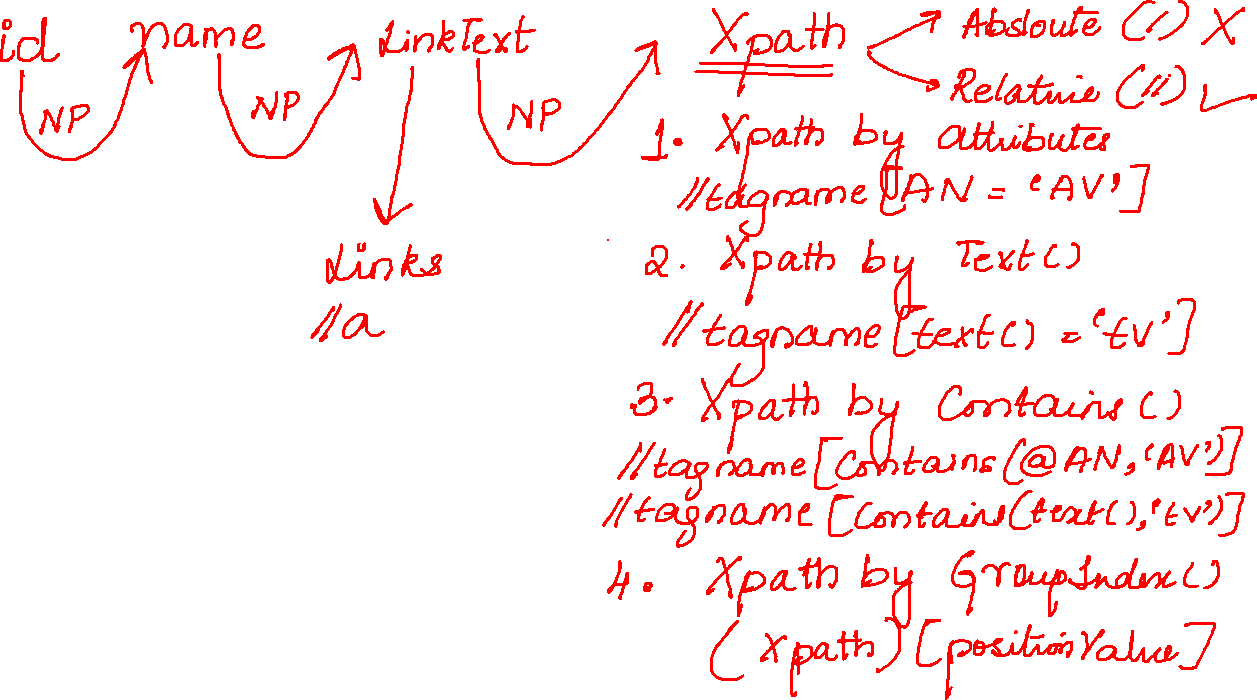 id name LinkText Xpath
Absloute (/) X
Relative (//) ✓
NP NP NP
Links
//a
1. Xpath by attributes
//tagname[AN = 'AV']
2. Xpath by Text()
//tagname[text() = 'tv']
3. Xpath by Contains()
//tagname[Contains(@AN,'AV')]
//tagname[Contains(text(),'tv')]
4. Xpath by GroupIndex()
(xpath)[positionValue]